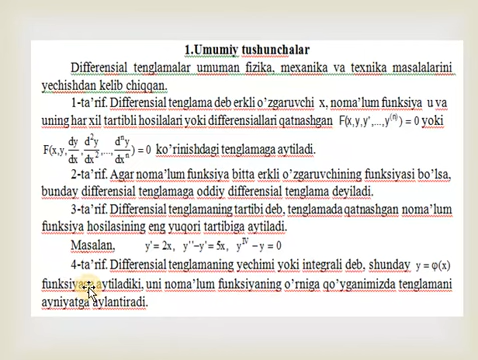 1.Umumiy tushunchalar
Differensial tenglamalar umuman fizika, mexanika va texnika masalalarini
yechishdan kelib chiqqan.
1-ta’rif. Differensial tenglama deb erkli o’zgaruvchi x, noma’lum funksiya u va
uning har xil tartibli hosilalari yoki differensiallari qatnashgan F(x,y,y',...,y⁽ⁿ⁾) = 0 yoki
F(x,y, dy/dx, d²y/dx²,..., dⁿy/dxⁿ) = 0 ko’rinishdagi tenglamaga aytiladi.
2-ta’rif. Agar noma’lum funksiya bitta erkli o’zgaruvchining funksiyasi bo’lsa,
bunday differensial tenglamaga oddiy differensial tenglama deyiladi.
3-ta’rif. Differensial tenglamaning tartibi deb, tenglamada qatnashgan noma’lum
funksiya hosilasining eng yuqori tartibiga aytiladi.
Masalan, y'= 2x, y''-y'= 5x, yᴵⱽ - y = 0
4-ta’rif. Differensial tenglamaning yechimi yoki integrali deb, shunday y = φ(x)
aytiladiki, uni noma’lum funksiyaning o’rniga qo’yganimizda tenglamani
ayniyatga aylantiradi.